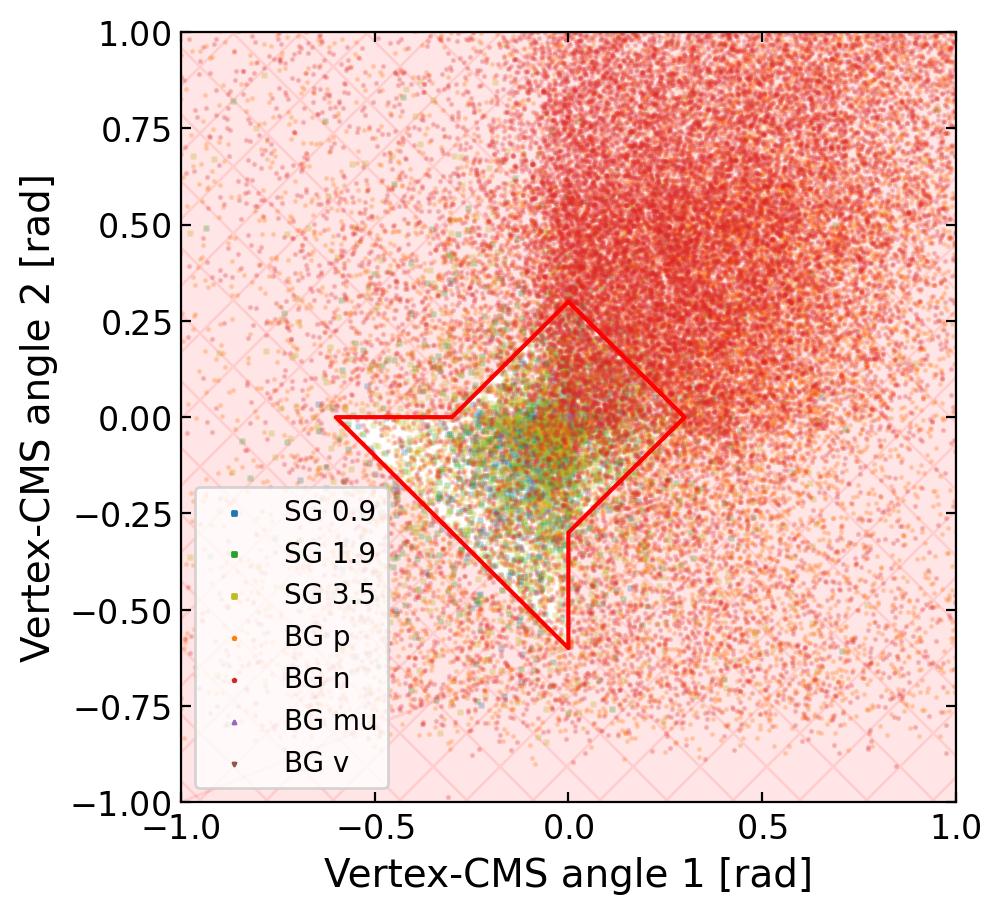 1.00
0.75
0.50
0.25
0.00
−0.25
−0.50
−0.75
−1.00
Vertex-CMS angle 2 [rad]
SG 0.9
SG 1.9
SG 3.5
BG p
BG n
BG mu
BG v
−1.0 −0.5 0.0 0.5 1.0
Vertex-CMS angle 1 [rad]